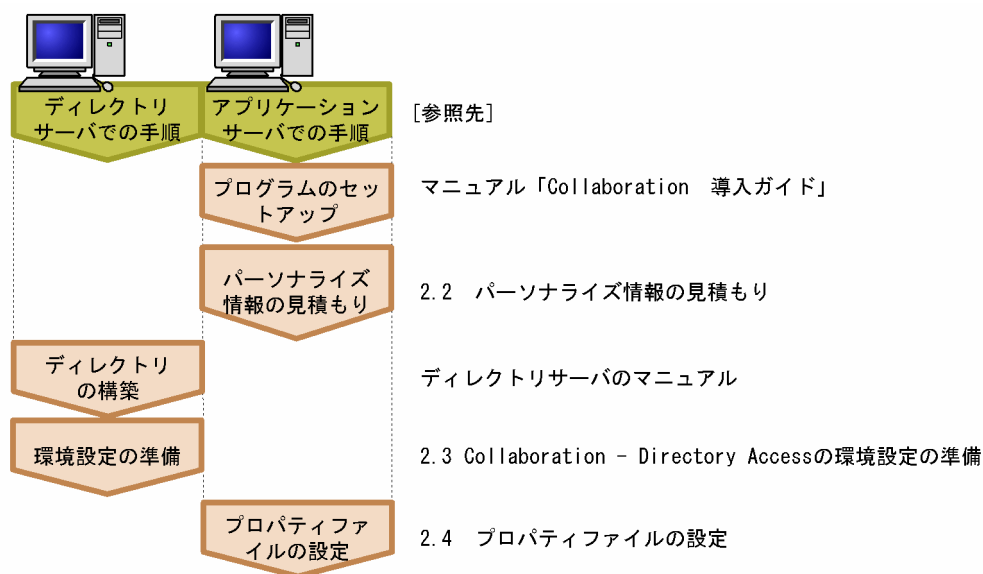 ディレクトリ
サーバでの手順
アプリケーション
サーバでの手順
[参照先]
プログラムのセッ
トアップ
マニュアル「Collaboration 導入ガイド」
パーソナライズ
情報の見積もり
2.2 パーソナライズ情報の見積もり
ディレクトリ
の構築
ディレクトリサーバのマニュアル
環境設定の準備
2.3 Collaboration - Directory Accessの環境設定の準備
プロパティファ
イルの設定
2.4 プロパティファイルの設定